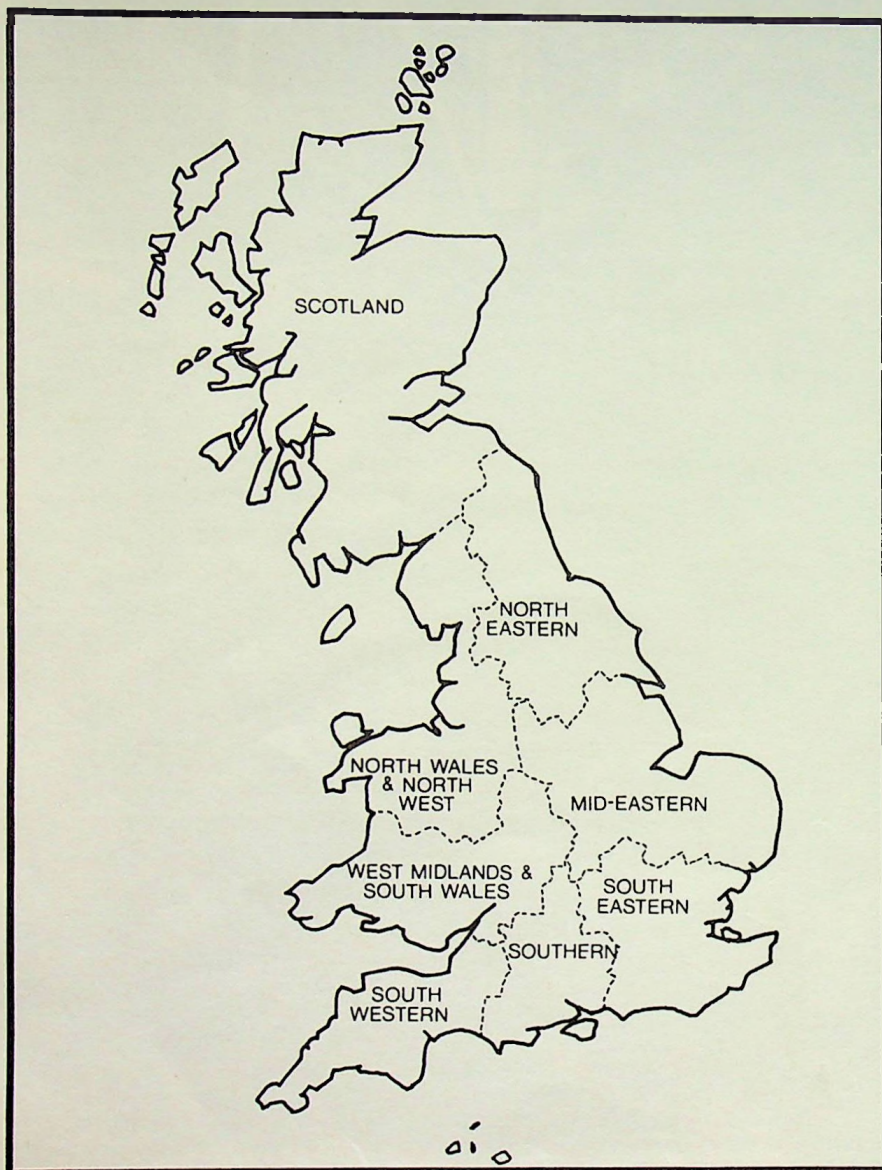 SCOTLAND
NORTH
EASTERN
NORTH WALES
& NORTH
WEST
MID-EASTERN
WEST MIDLANDS &
SOUTH WALES
SOUTH
EASTERN
SOUTHERN
SOUTH
WESTERN